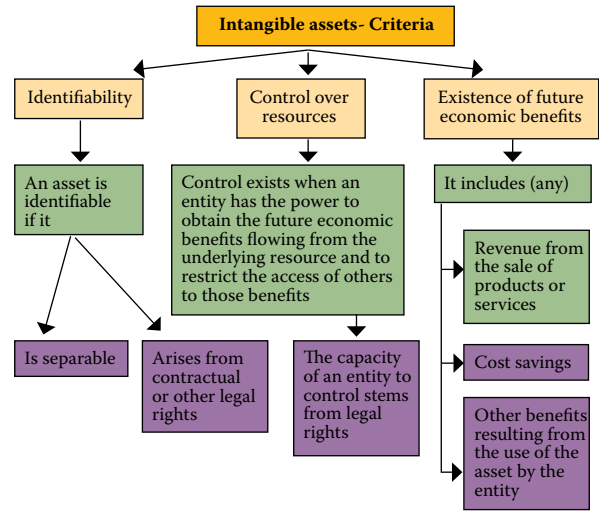 Intangible assets- Criteria
Identifiability
Control over
resources
Existence of future
economic benefits
An asset is
identifiable
if it
Control exists when an
entity has the power to
obtain the future economic
benefits flowing from the
underlying resource and to
restrict the access of others
to those benefits
It includes (any)
Revenue from
the sale of
products or
services
Is separable
Arises from
contractual
or other legal
rights
The capacity
of an entity to
control stems
from legal
rights
Cost savings
Other benefits
resulting from
the use of the
asset by the
entity